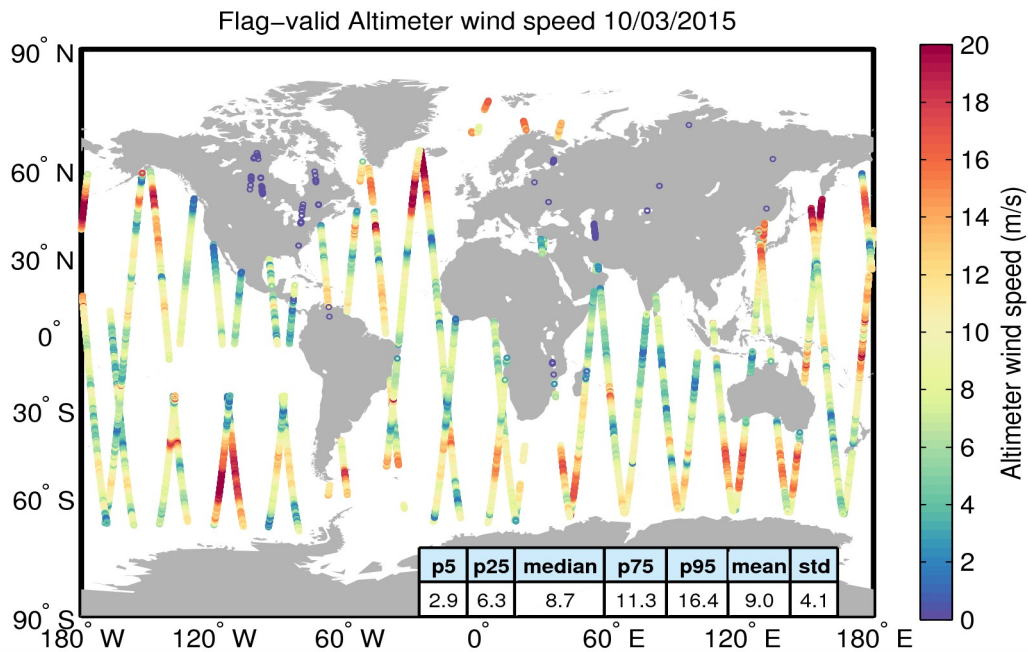 Flag−valid Altimeter wind speed 10/03/2015
90° N
60° N
30° N
0°
30° S
60° S
90° S
180° W
120° W
60° W
0°
60° E
120° E
180° E
p5 p25 median p75 p95 mean std
2.9 6.3 8.7 11.3 16.4 9.0 4.1
20
18
16
14
12
10
8
6
4
2
0
Altimeter wind speed (m/s)